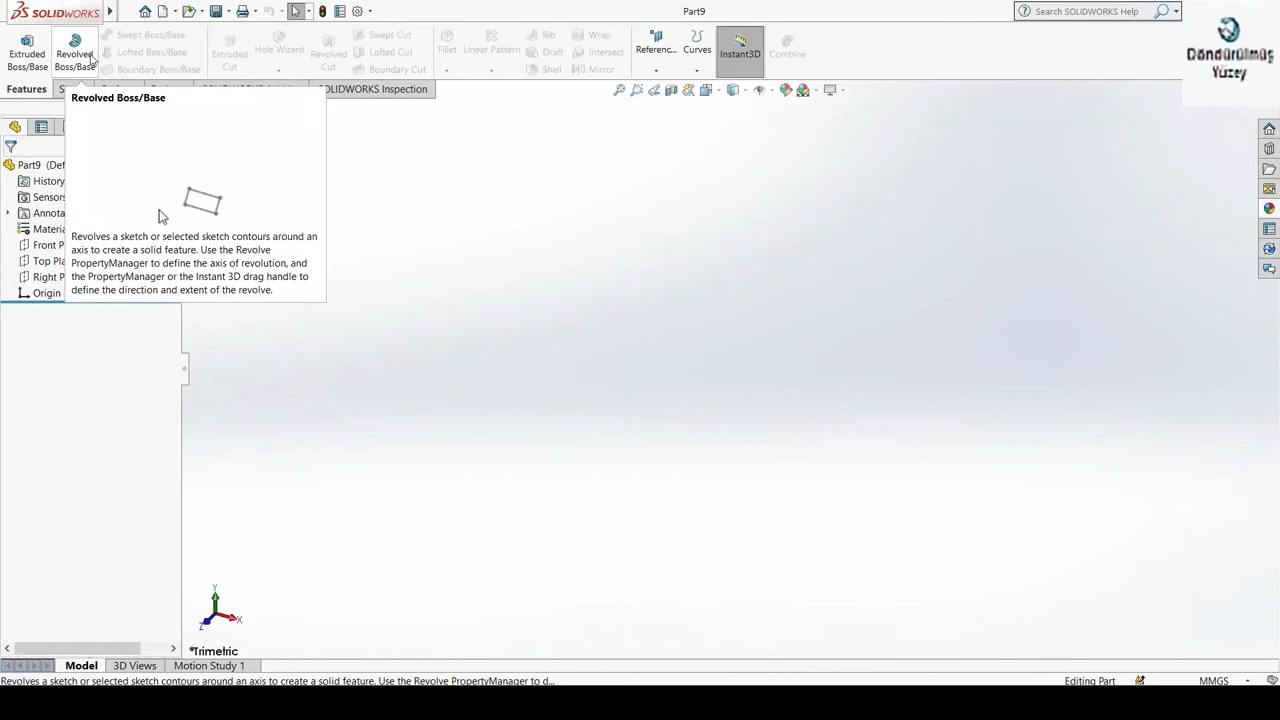 SOLIDWORKS
Part9
Search SOLIDWORKS Help
Döndürülmüş
Yüzey
Extruded
Boss/Base
Revolved
Boss/Base
Swept Boss/Base
Lofted Boss/Base
Boundary Boss/Base
Extruded
Cut
Hole Wizard
Revolved
Cut
Swept Cut
Lofted Cut
Boundary Cut
Fillet
Linear Pattern
Rib
Draft
Shell
Wrap
Intersect
Mirror
Referenc...
Curves
Instant3D
Combine
Features
SOLIDWORKS Inspection
Revolved Boss/Base
Revolves a sketch or selected sketch contours around an
axis to create a solid feature. Use the Revolve
PropertyManager to define the axis of revolution, and
the PropertyManager or the Instant 3D drag handle to
define the direction and extent of the revolve.
Part9 (Def
History
Sensors
Annota
Materia
Front P
Top Pla
Right P
Origin
Y
X
Z
*Trimetric
Model
3D Views
Motion Study 1
Revolves a sketch or selected sketch contours around an axis to create a solid feature. Use the Revolve PropertyManager to d...
Editing Part
MMGS